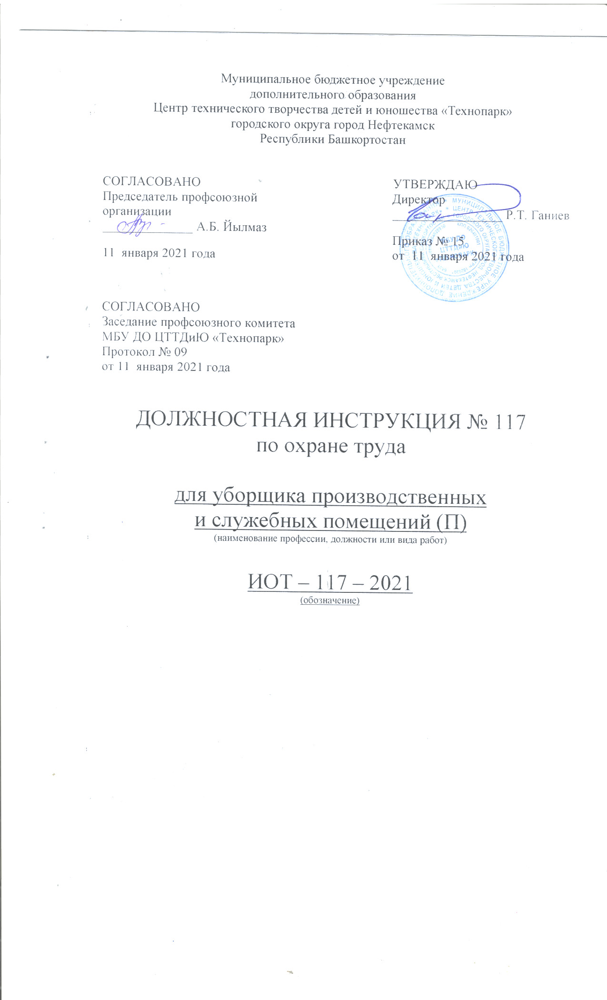 Муниципальное бюджетное учреждение
дополнительного образования
Центр технического творчества детей и юношества «Технопарк»
городского округа город Нефтекамск
Республики Башкортостан
СОГЛАСОВАНО
Председатель профсоюзной
организации
А.Б. Йылмаз
11 января 2021 года
УТВЕРЖДАЮ
Директор
Р.Т. Ганиев
Приказ № 15
от 11 января 2021 года
МБУ ДО
ЦТТДиЮ
СОГЛАСОВАНО
Заседание профсоюзного комитета
МБУ ДО ЦТТДиЮ «Технопарк»
Протокол № 09
от 11 января 2021 года
ДОЛЖНОСТНАЯ ИНСТРУКЦИЯ № 117
по охране труда
для уборщика производственных
и служебных помещений (П)
(наименование профессии, должности или вида работ)
ИОТ – 117 – 2021
(обозначение)